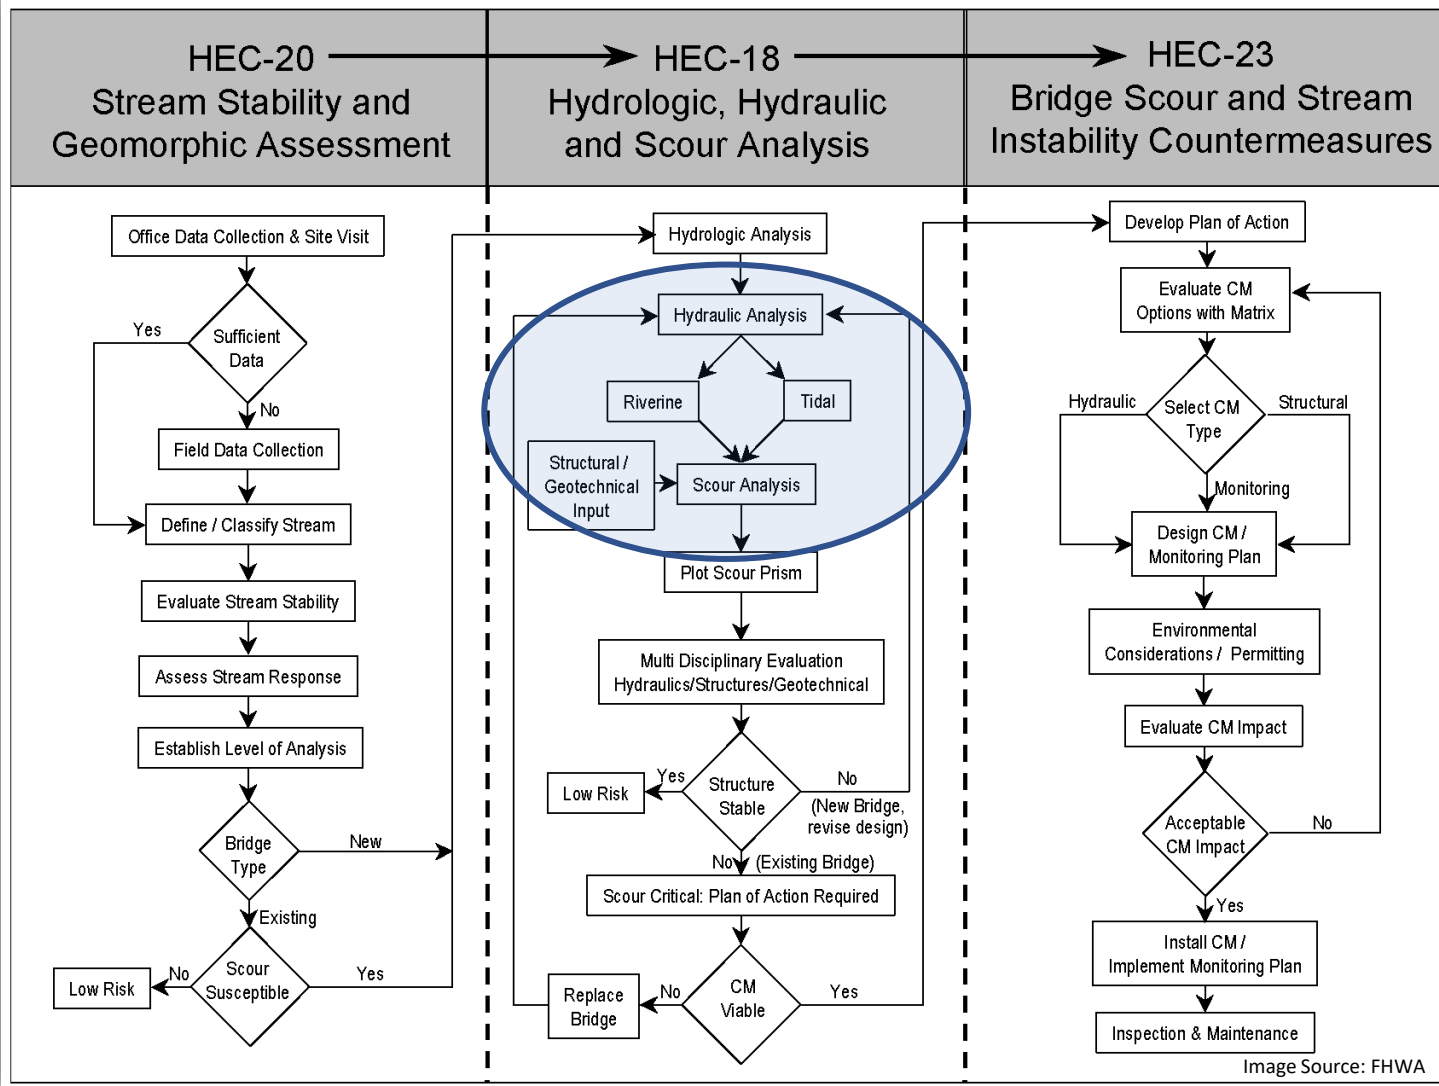 HEC-20
Stream Stability and
Geomorphic Assessment
HEC-18
Hydrologic, Hydraulic
and Scour Analysis
HEC-23
Bridge Scour and Stream
Instability Countermeasures
Office Data Collection & Site Visit
Yes
Sufficient
Data
No
Field Data Collection
Define / Classify Stream
Evaluate Stream Stability
Assess Stream Response
Establish Level of Analysis
Bridge
Type
New
Existing
Scour
Susceptible
No
Low Risk
Yes
Hydrologic Analysis
Hydraulic Analysis
Riverine
Tidal
Structural /
Geotechnical
Input
Scour Analysis
Plot Scour Prism
Multi Disciplinary Evaluation
Hydraulics/Structures/Geotechnical
Structure
Stable
Yes
Low Risk
No
(New Bridge,
revise design)
No (Existing Bridge)
Scour Critical: Plan of Action Required
CM
Viable
No
Replace
Bridge
Yes
Develop Plan of Action
Evaluate CM
Options with Matrix
Select CM
Type
Hydraulic
Structural
Monitoring
Design CM /
Monitoring Plan
Environmental
Considerations / Permitting
Evaluate CM Impact
Acceptable
CM Impact
No
Yes
Install CM /
Implement Monitoring Plan
Inspection & Maintenance
Image Source: FHWA